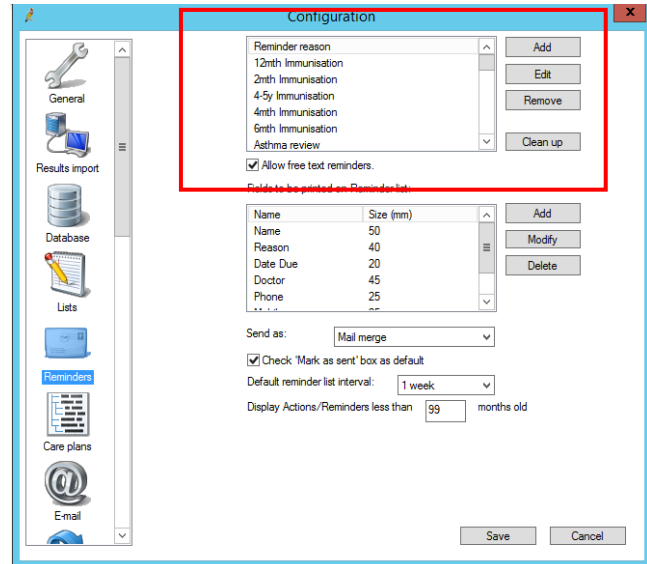 Configuration
x
General
Results import
Database
Lists
Reminders
Care plans
E-mail
Reminder reason
12mth Immunisation
2mth Immunisation
4-5y Immunisation
4mth Immunisation
6mth Immunisation
Asthma review
Add
Edit
Remove
Clean up
Allow free text reminders.
Fields to be printed on Reminder list:
Name Size (mm)
Name 50
Reason 40
Date Due 20
Doctor 45
Phone 25
Add
Modify
Delete
Send as: Mail merge
Check 'Mark as sent' box as default
Default reminder list interval: 1 week
Display Actions/Reminders less than 99 months old
Save Cancel